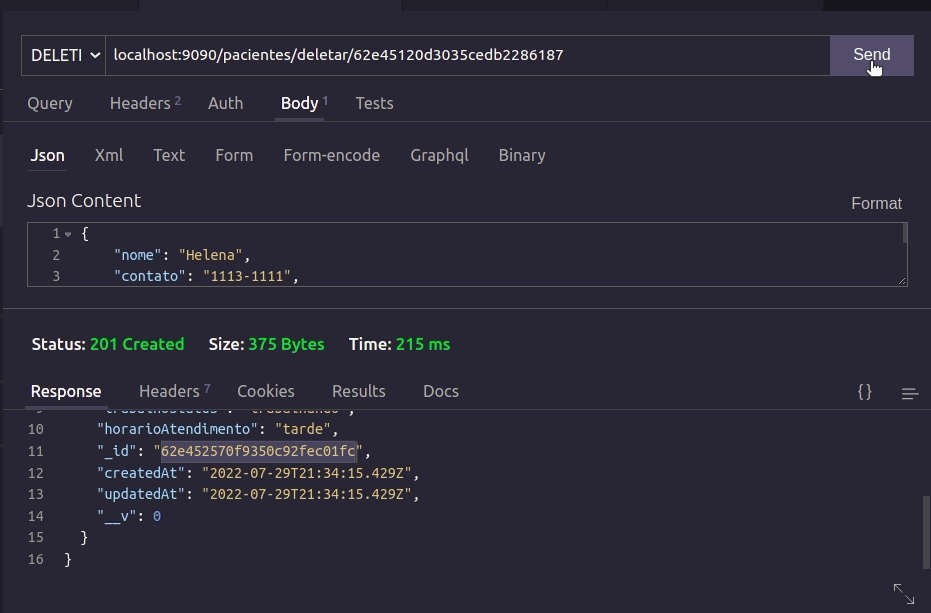 DELETI localhost:9090/pacientes/deletar/62e45120d3035cedb2286187 Send
Query Headers 2 Auth Body 1 Tests
Json Xml Text Form Form-encode Graphql Binary
Json Content Format
1 {
2 "nome": "Helena",
3 "contato": "1113-1111",
Status: 201 Created Size: 375 Bytes Time: 215 ms
Response Headers 7 Cookies Results Docs {}
10 "horarioAtendimento": "tarde",
11 "_id": "62e452570f9350c92fec01fc",
12 "createdAt": "2022-07-29T21:34:15.429Z",
13 "updatedAt": "2022-07-29T21:34:15.429Z",
14 "__v": 0
15 }
16 }